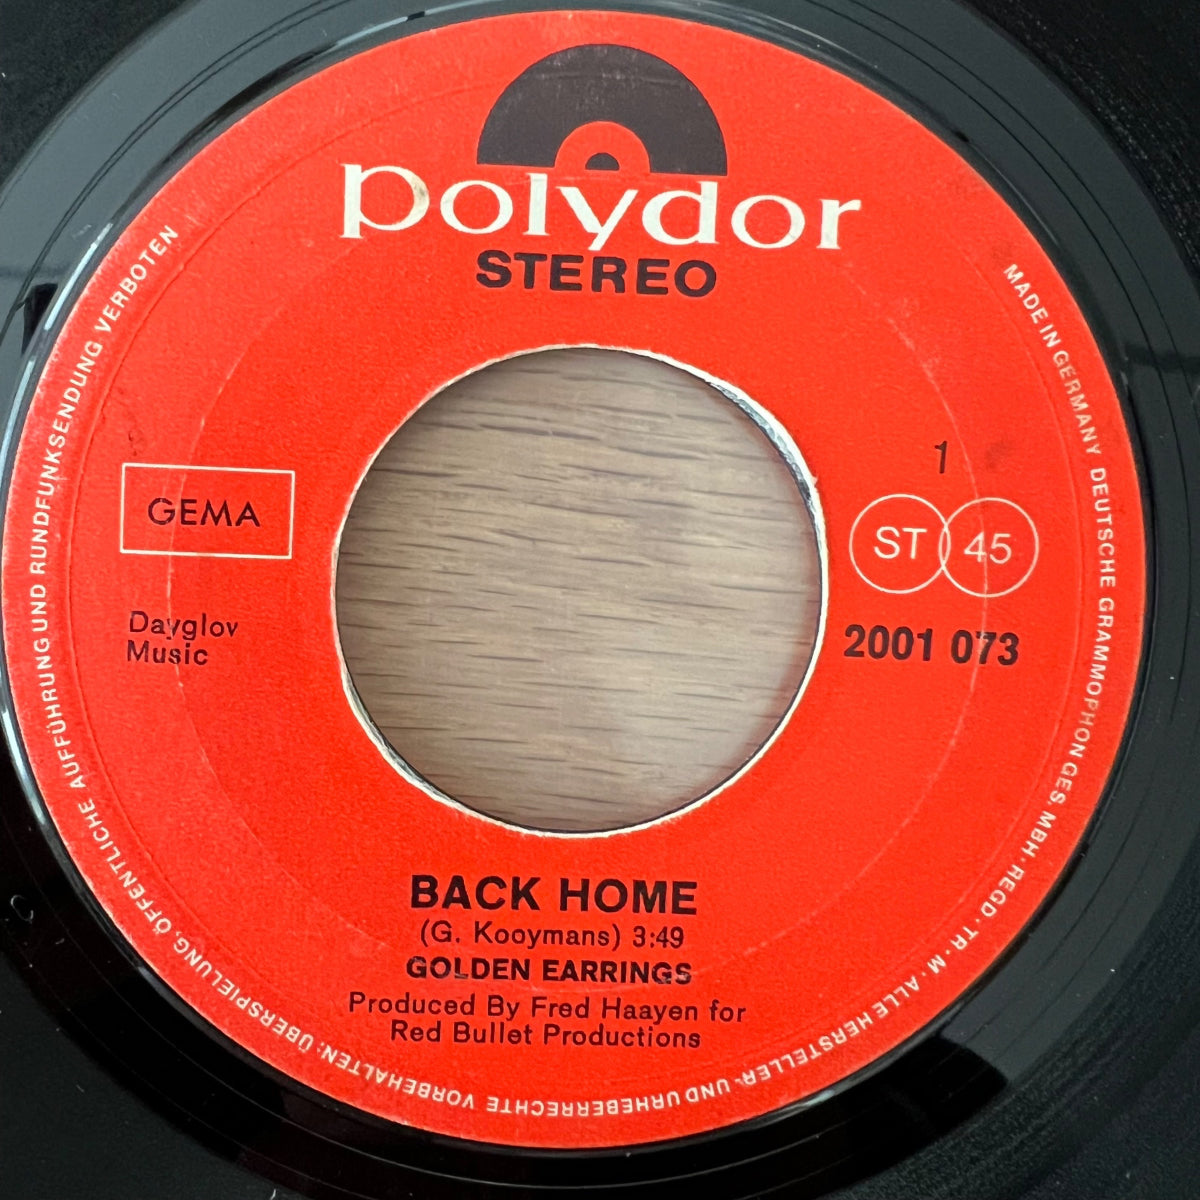 polydor
STEREO
GEMA
Dayglov
Music
1
ST 45
2001 073
BACK HOME
(G. Kooymans) 3:49
GOLDEN EARRINGS
Produced By Fred Haayen for
Red Bullet Productions
MADE IN GERMANY DEUTSCHE GRAMMOPHON GES. MBH · REGD · TR · M · ALLE HERSTELLER- UND URHEBERRECHTE VORBEHALTEN; ÜBERSPIELUNG, ÖFFENTLICHE AUFFÜHRUNG UND RUNDFUNKSENDUNG VERBOTEN